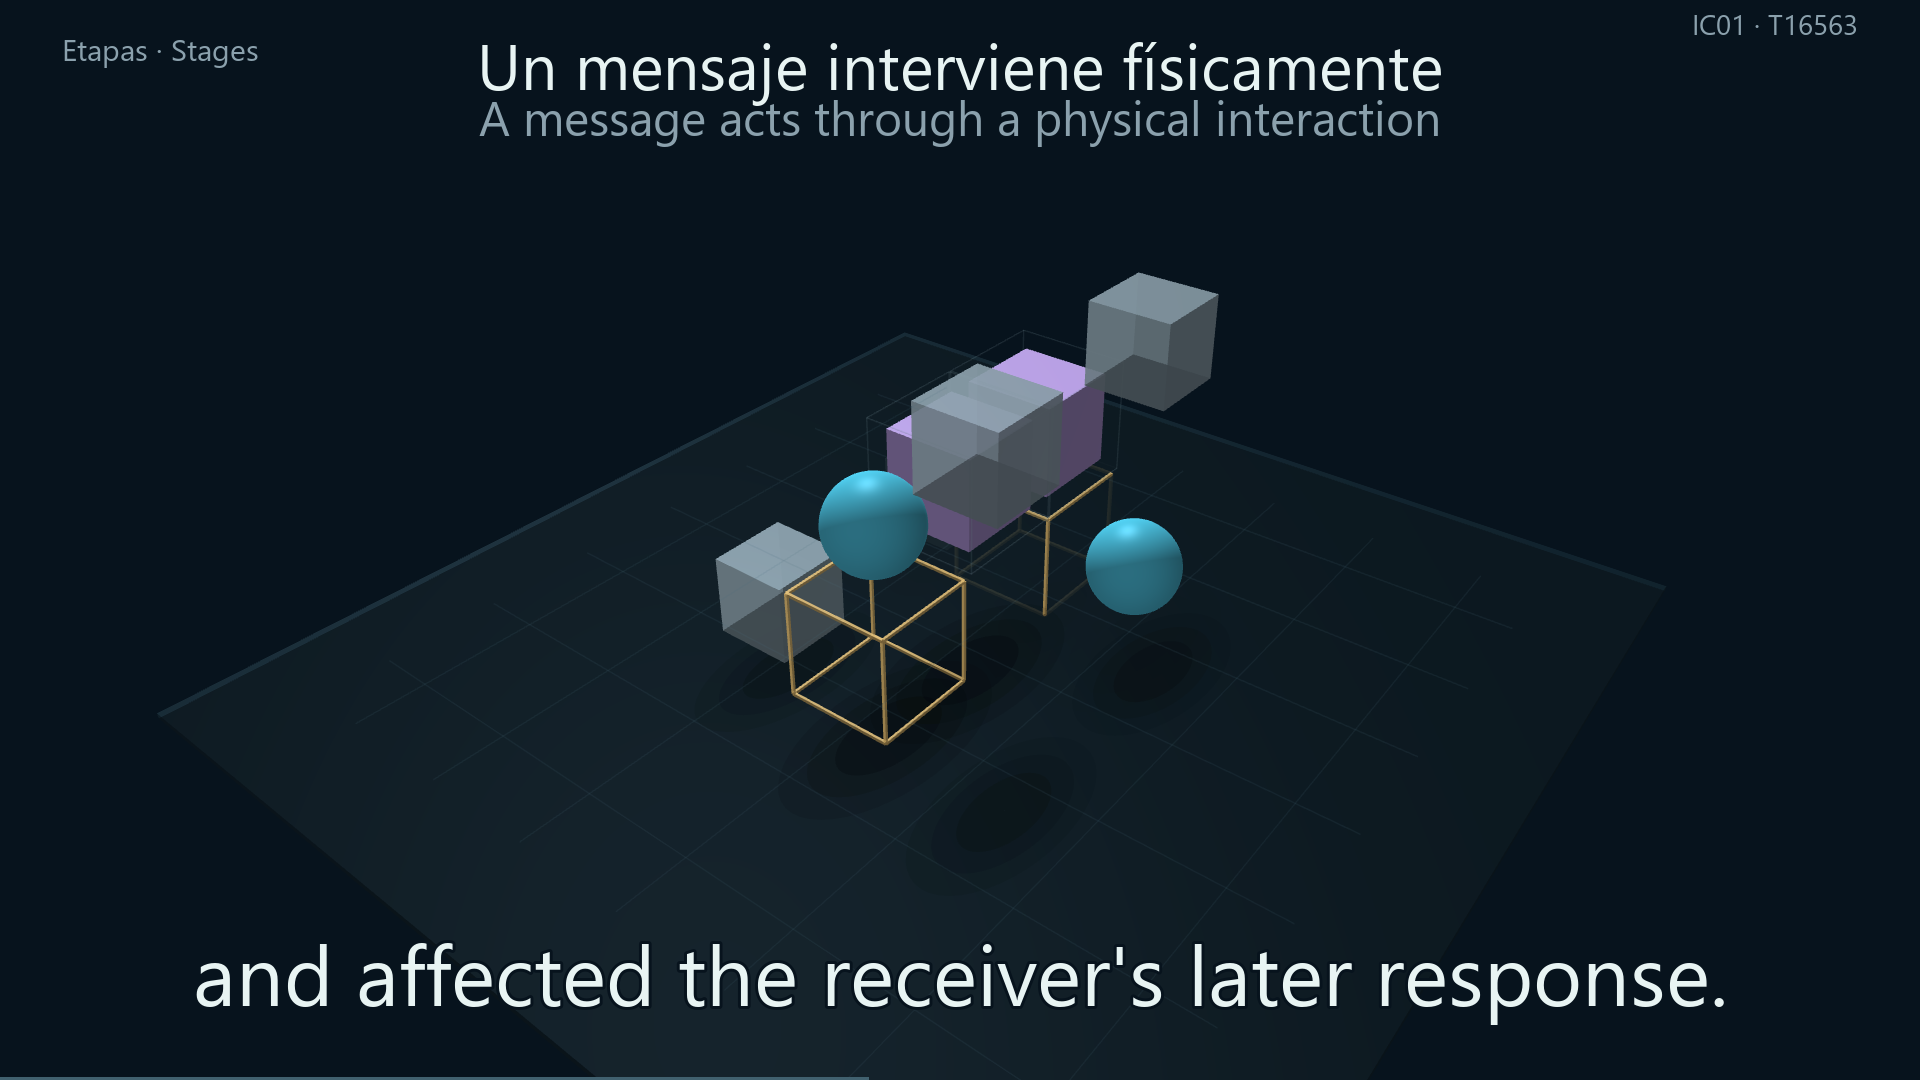 Etapas · Stages
IC01 · T16563
Un mensaje interviene físicamente
A message acts through a physical interaction
and affected the receiver's later response.